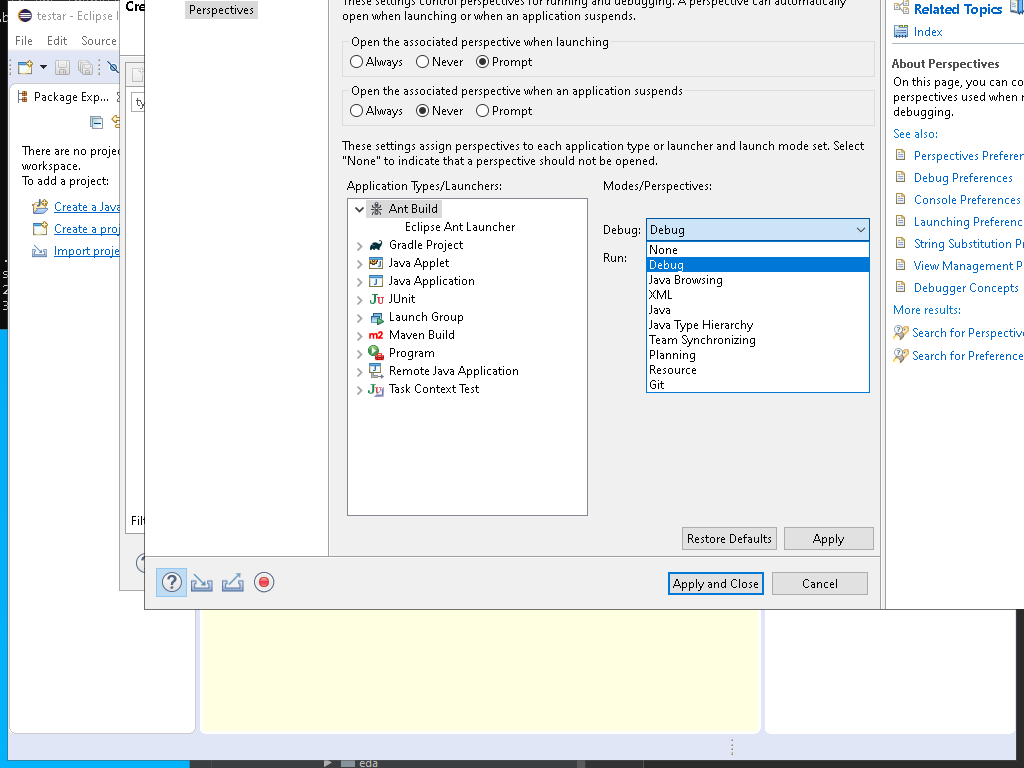 testar - Eclipse I
File Edit Source
Package Exp...
There are no proje
workspace.
To add a project:
Create a Java
Create a proj
Import proje
Cre
ty
Filt
Perspectives
These settings control perspectives for running and debugging. A perspective can automatically
open when launching or when an application suspends.
Open the associated perspective when launching
Always Never Prompt
Open the associated perspective when an application suspends
Always Never Prompt
These settings assign perspectives to each application type or launcher and launch mode set. Select
"None" to indicate that a perspective should not be opened.
Application Types/Launchers:
Ant Build
Eclipse Ant Launcher
Gradle Project
Java Applet
Java Application
JUnit
Launch Group
Maven Build
Program
Remote Java Application
Task Context Test
Modes/Perspectives:
Debug: Debug
Run:
None
Debug
Java Browsing
XML
Java
Java Type Hierarchy
Team Synchronizing
Planning
Resource
Git
Restore Defaults Apply
Apply and Close Cancel
Related Topics
Index
About Perspectives
On this page, you can co
perspectives used when r
debugging.
See also:
Perspectives Preferen
Debug Preferences
Console Preferences
Launching Preferenc
String Substitution P
View Management P
Debugger Concepts
More results:
Search for Perspective
Search for Preference
eda